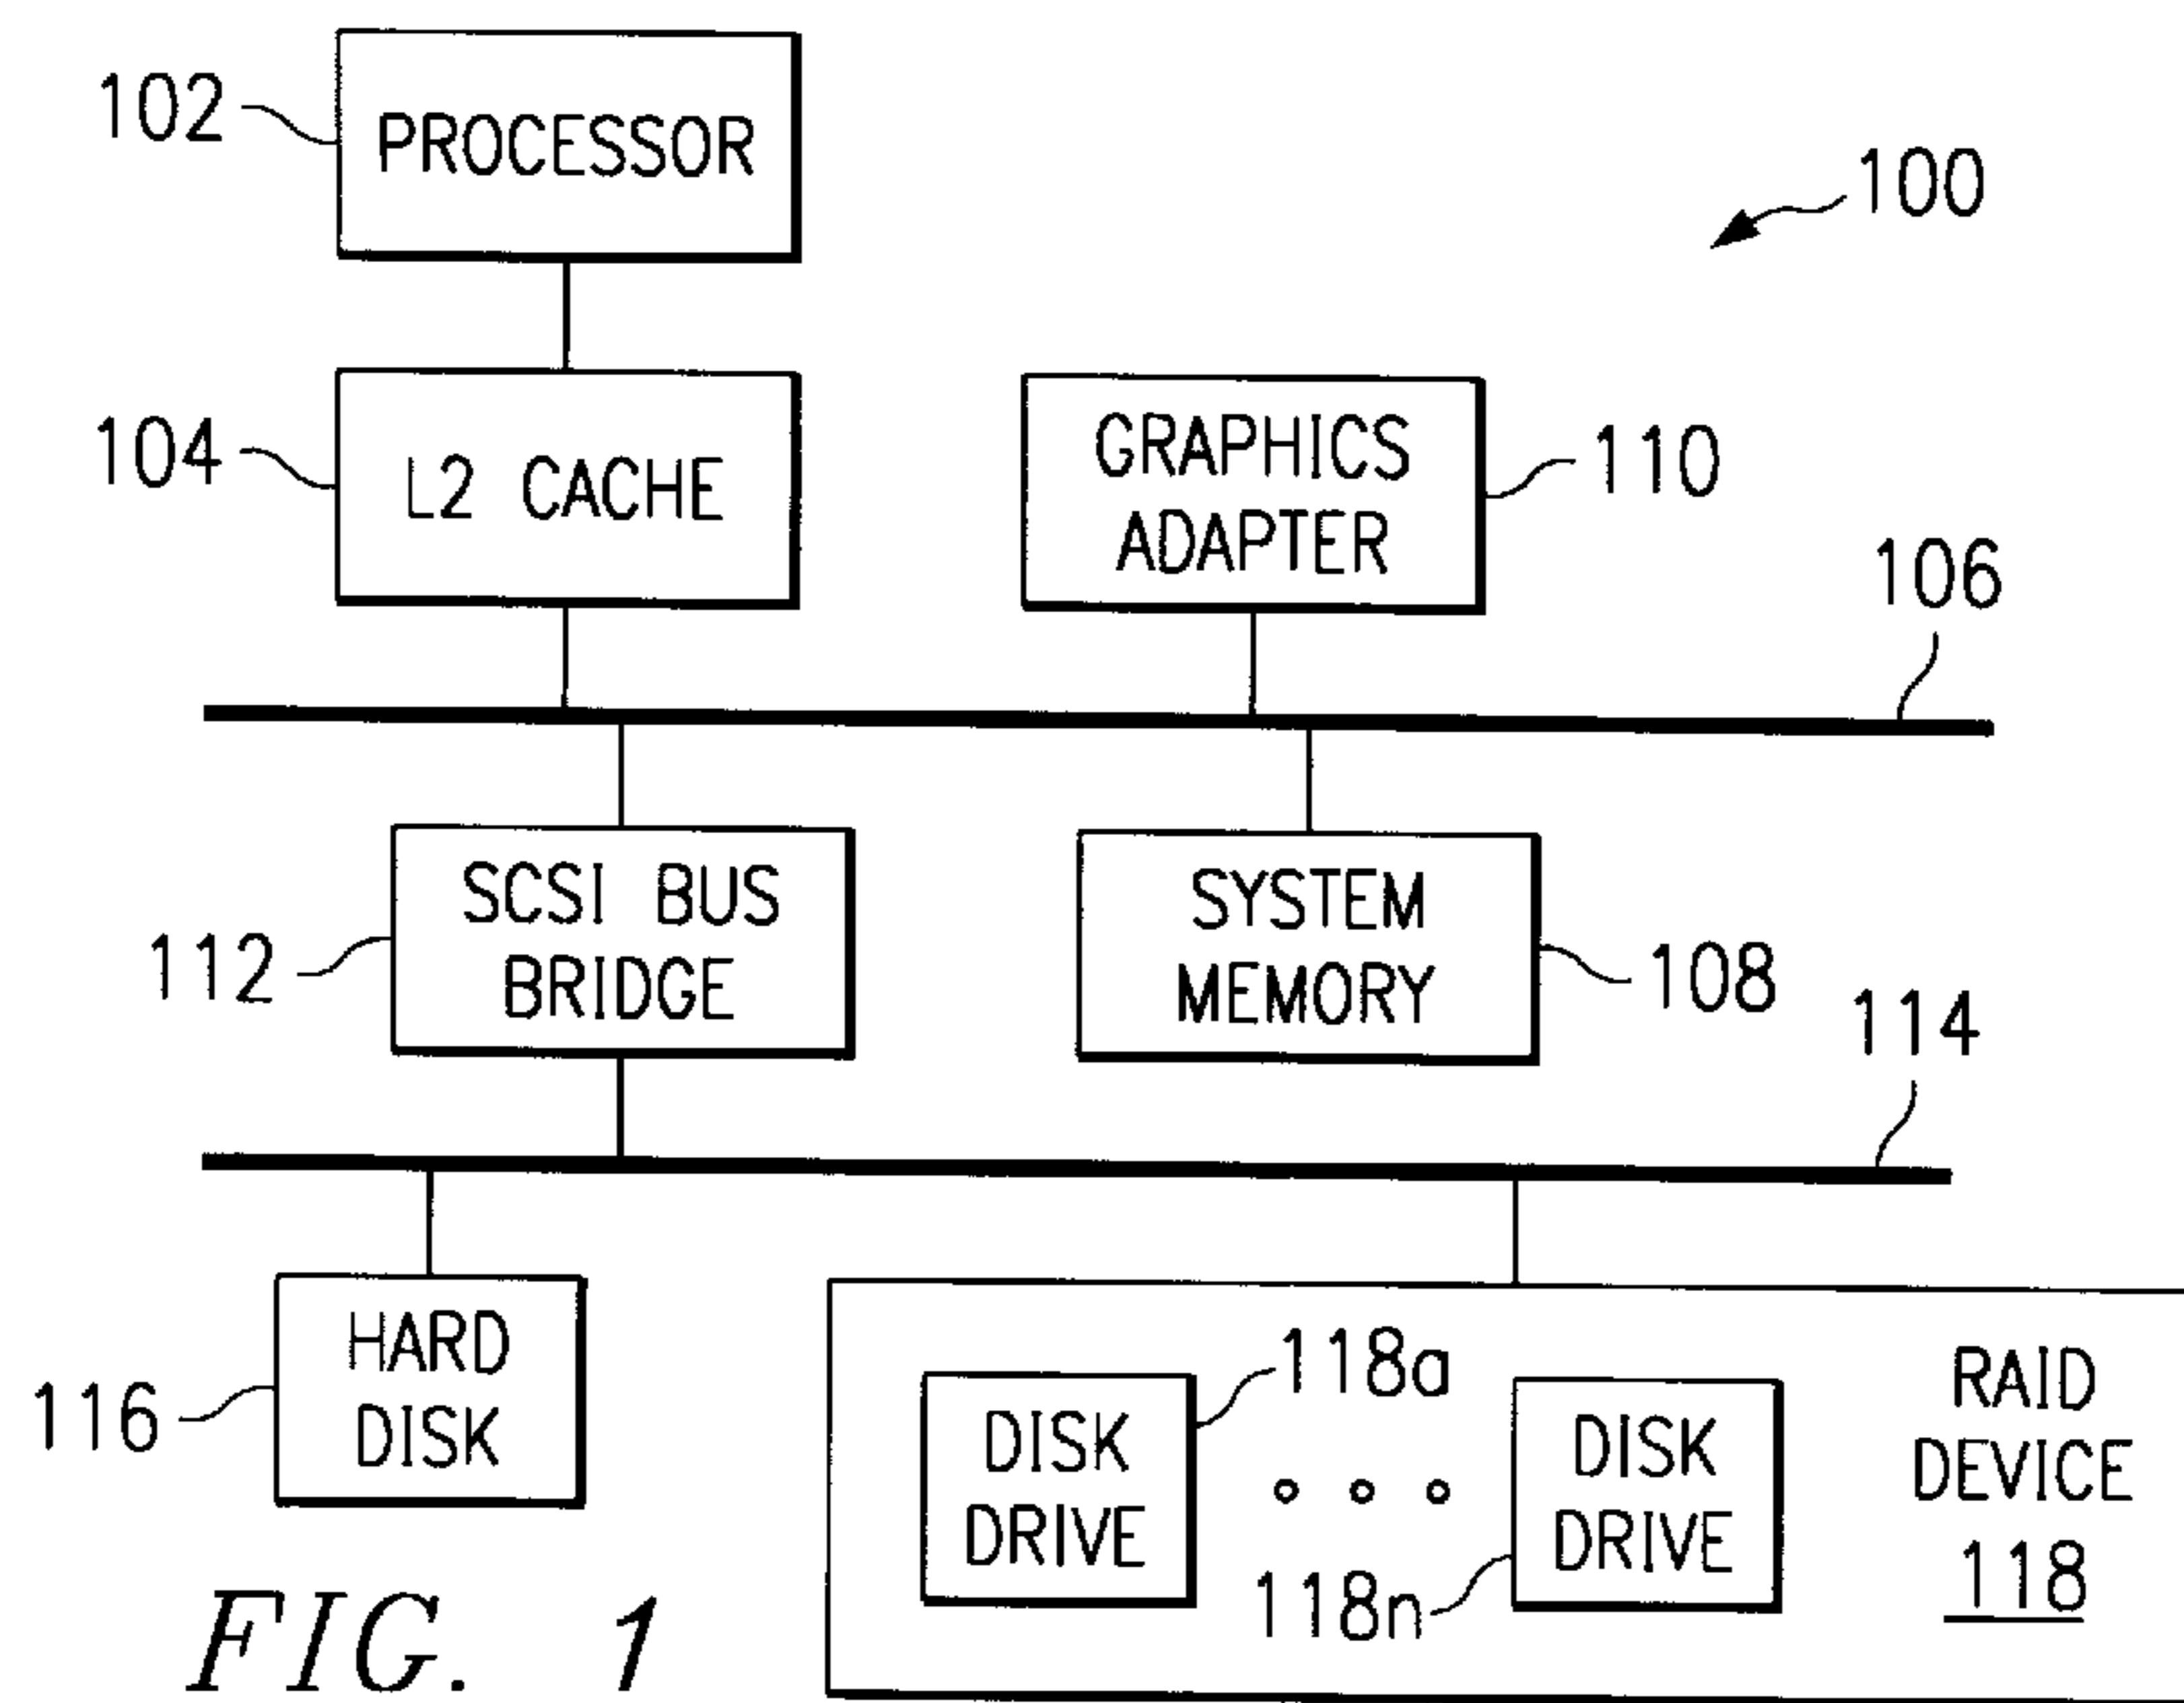 102
PROCESSOR
100
104
L2 CACHE
GRAPHICS
ADAPTER
110
106
112
SCSI BUS
BRIDGE
SYSTEM
MEMORY
108
114
116
HARD
DISK
118a
DISK
DRIVE
118n
DISK
DRIVE
RAID
DEVICE
118
FIG. 1